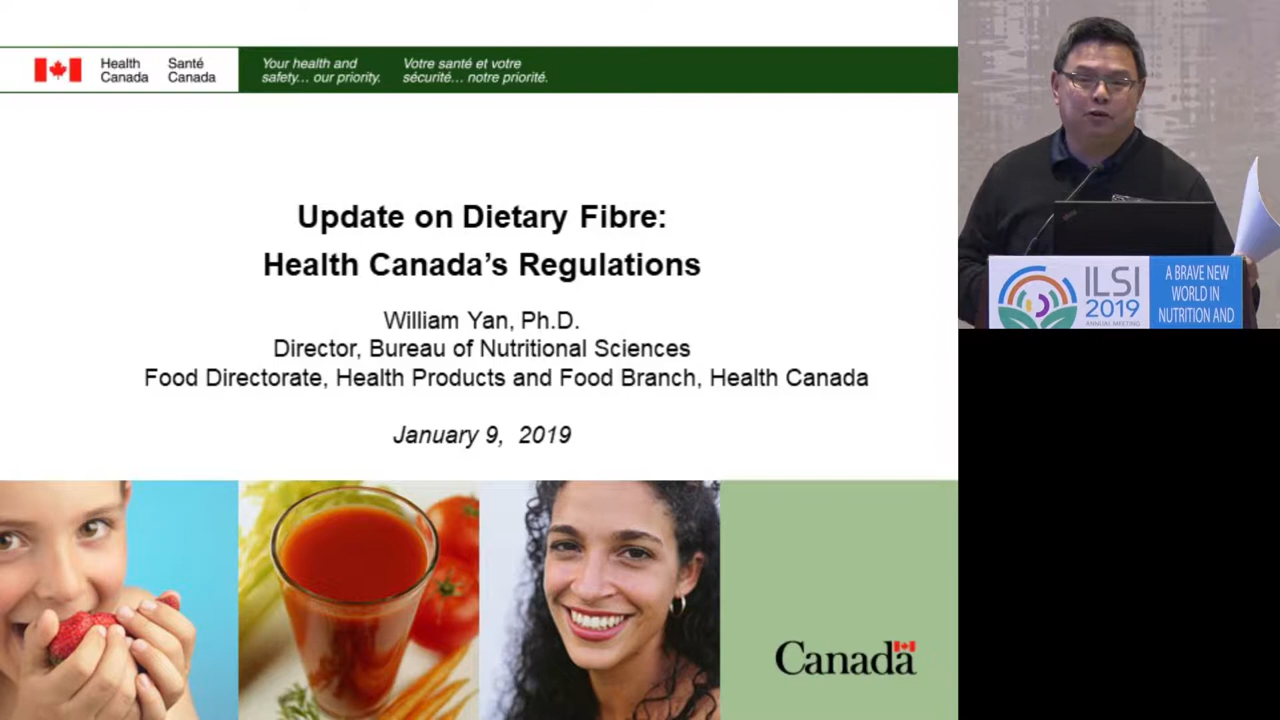 Health Canada
Santé Canada
Your health and
safety... our priority.
Votre santé et votre
sécurité... notre priorité.
Update on Dietary Fibre:
Health Canada's Regulations
William Yan, Ph.D.
Director, Bureau of Nutritional Sciences
Food Directorate, Health Products and Food Branch, Health Canada
January 9, 2019
Canada
ILSI
2019
ANNUAL MEETING
A BRAVE NEW
WORLD IN
NUTRITION AND